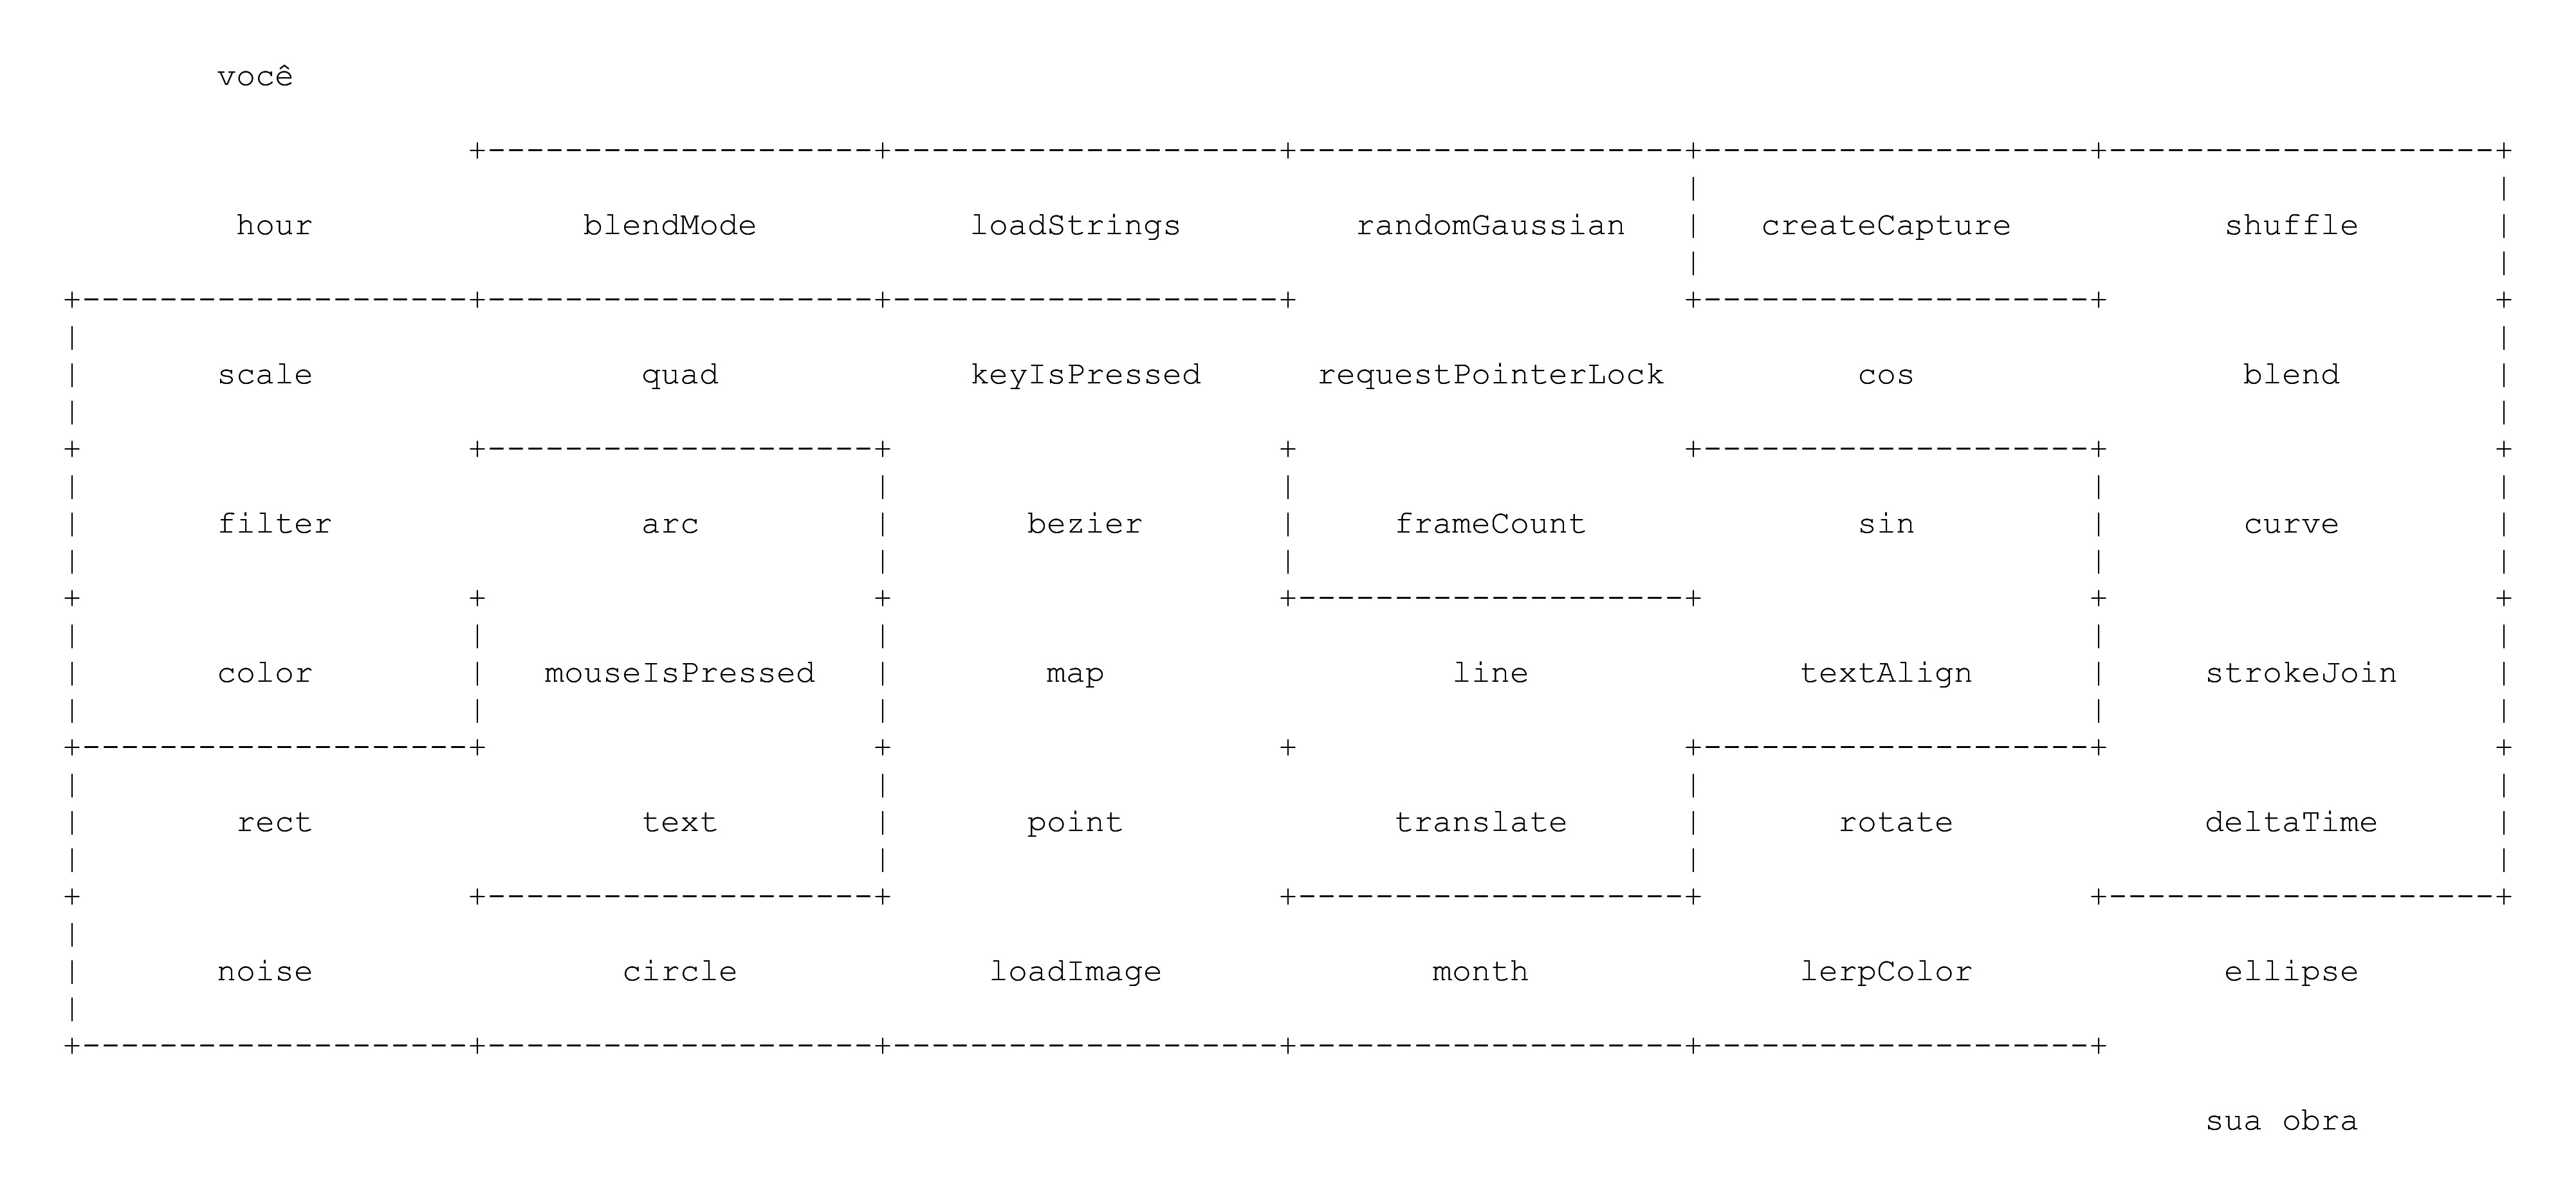 você
hour blendMode loadStrings randomGaussian createCapture shuffle
scale quad keyIsPressed requestPointerLock cos blend
filter arc bezier frameCount sin curve
color mouseIsPressed map line textAlign strokeJoin
rect text point translate rotate deltaTime
noise circle loadImage month lerpColor ellipse
sua obra